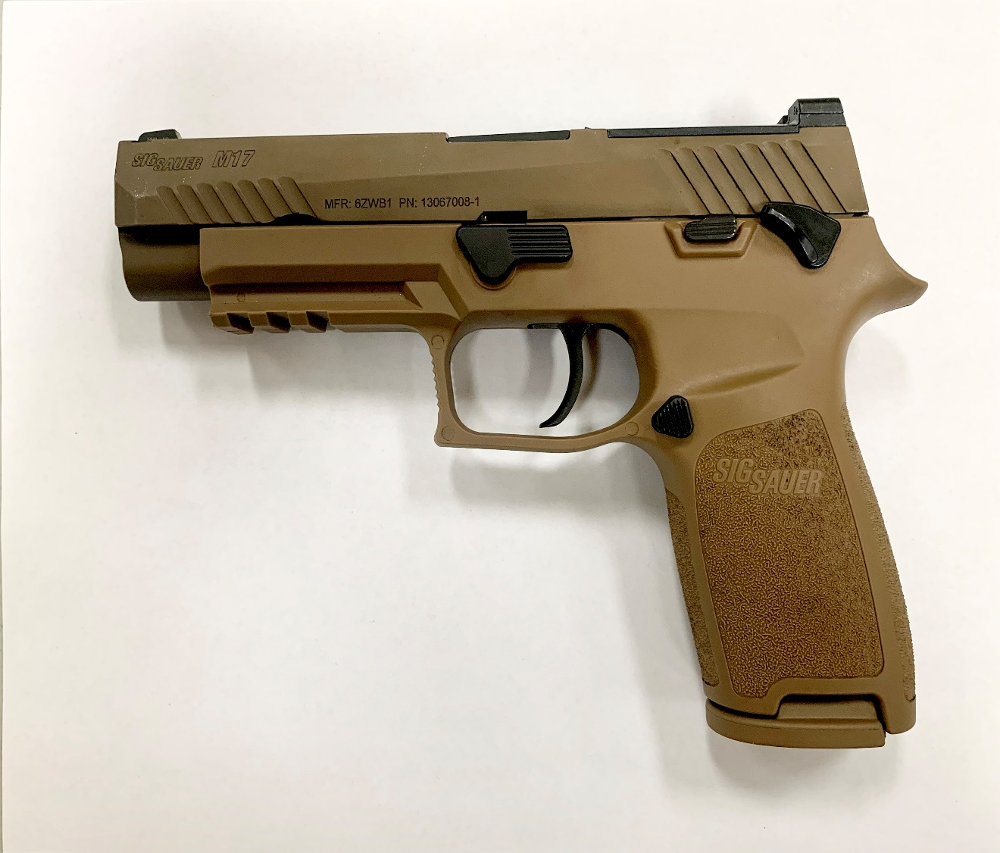 SIG SAUER M17
MFR: 6ZWB1 PN: 13067008-1
SIG SAUER